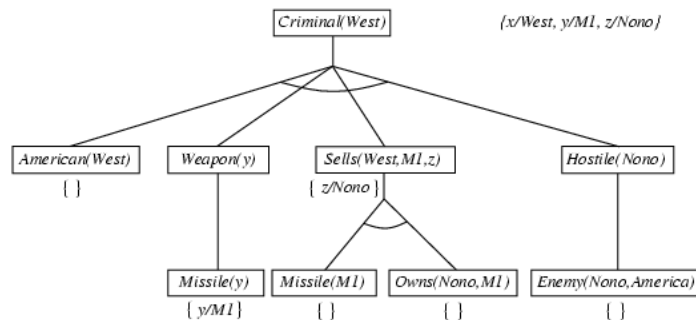 Criminal(West) {x/West, y/M1, z/Nono}
American(West) Weapon(y) Sells(West,M1,z) Hostile(Nono)
{ } { z/Nono }
Missile(y) Missile(M1) Owns(Nono,M1) Enemy(Nono,America)
{ y/M1} { } { } { }